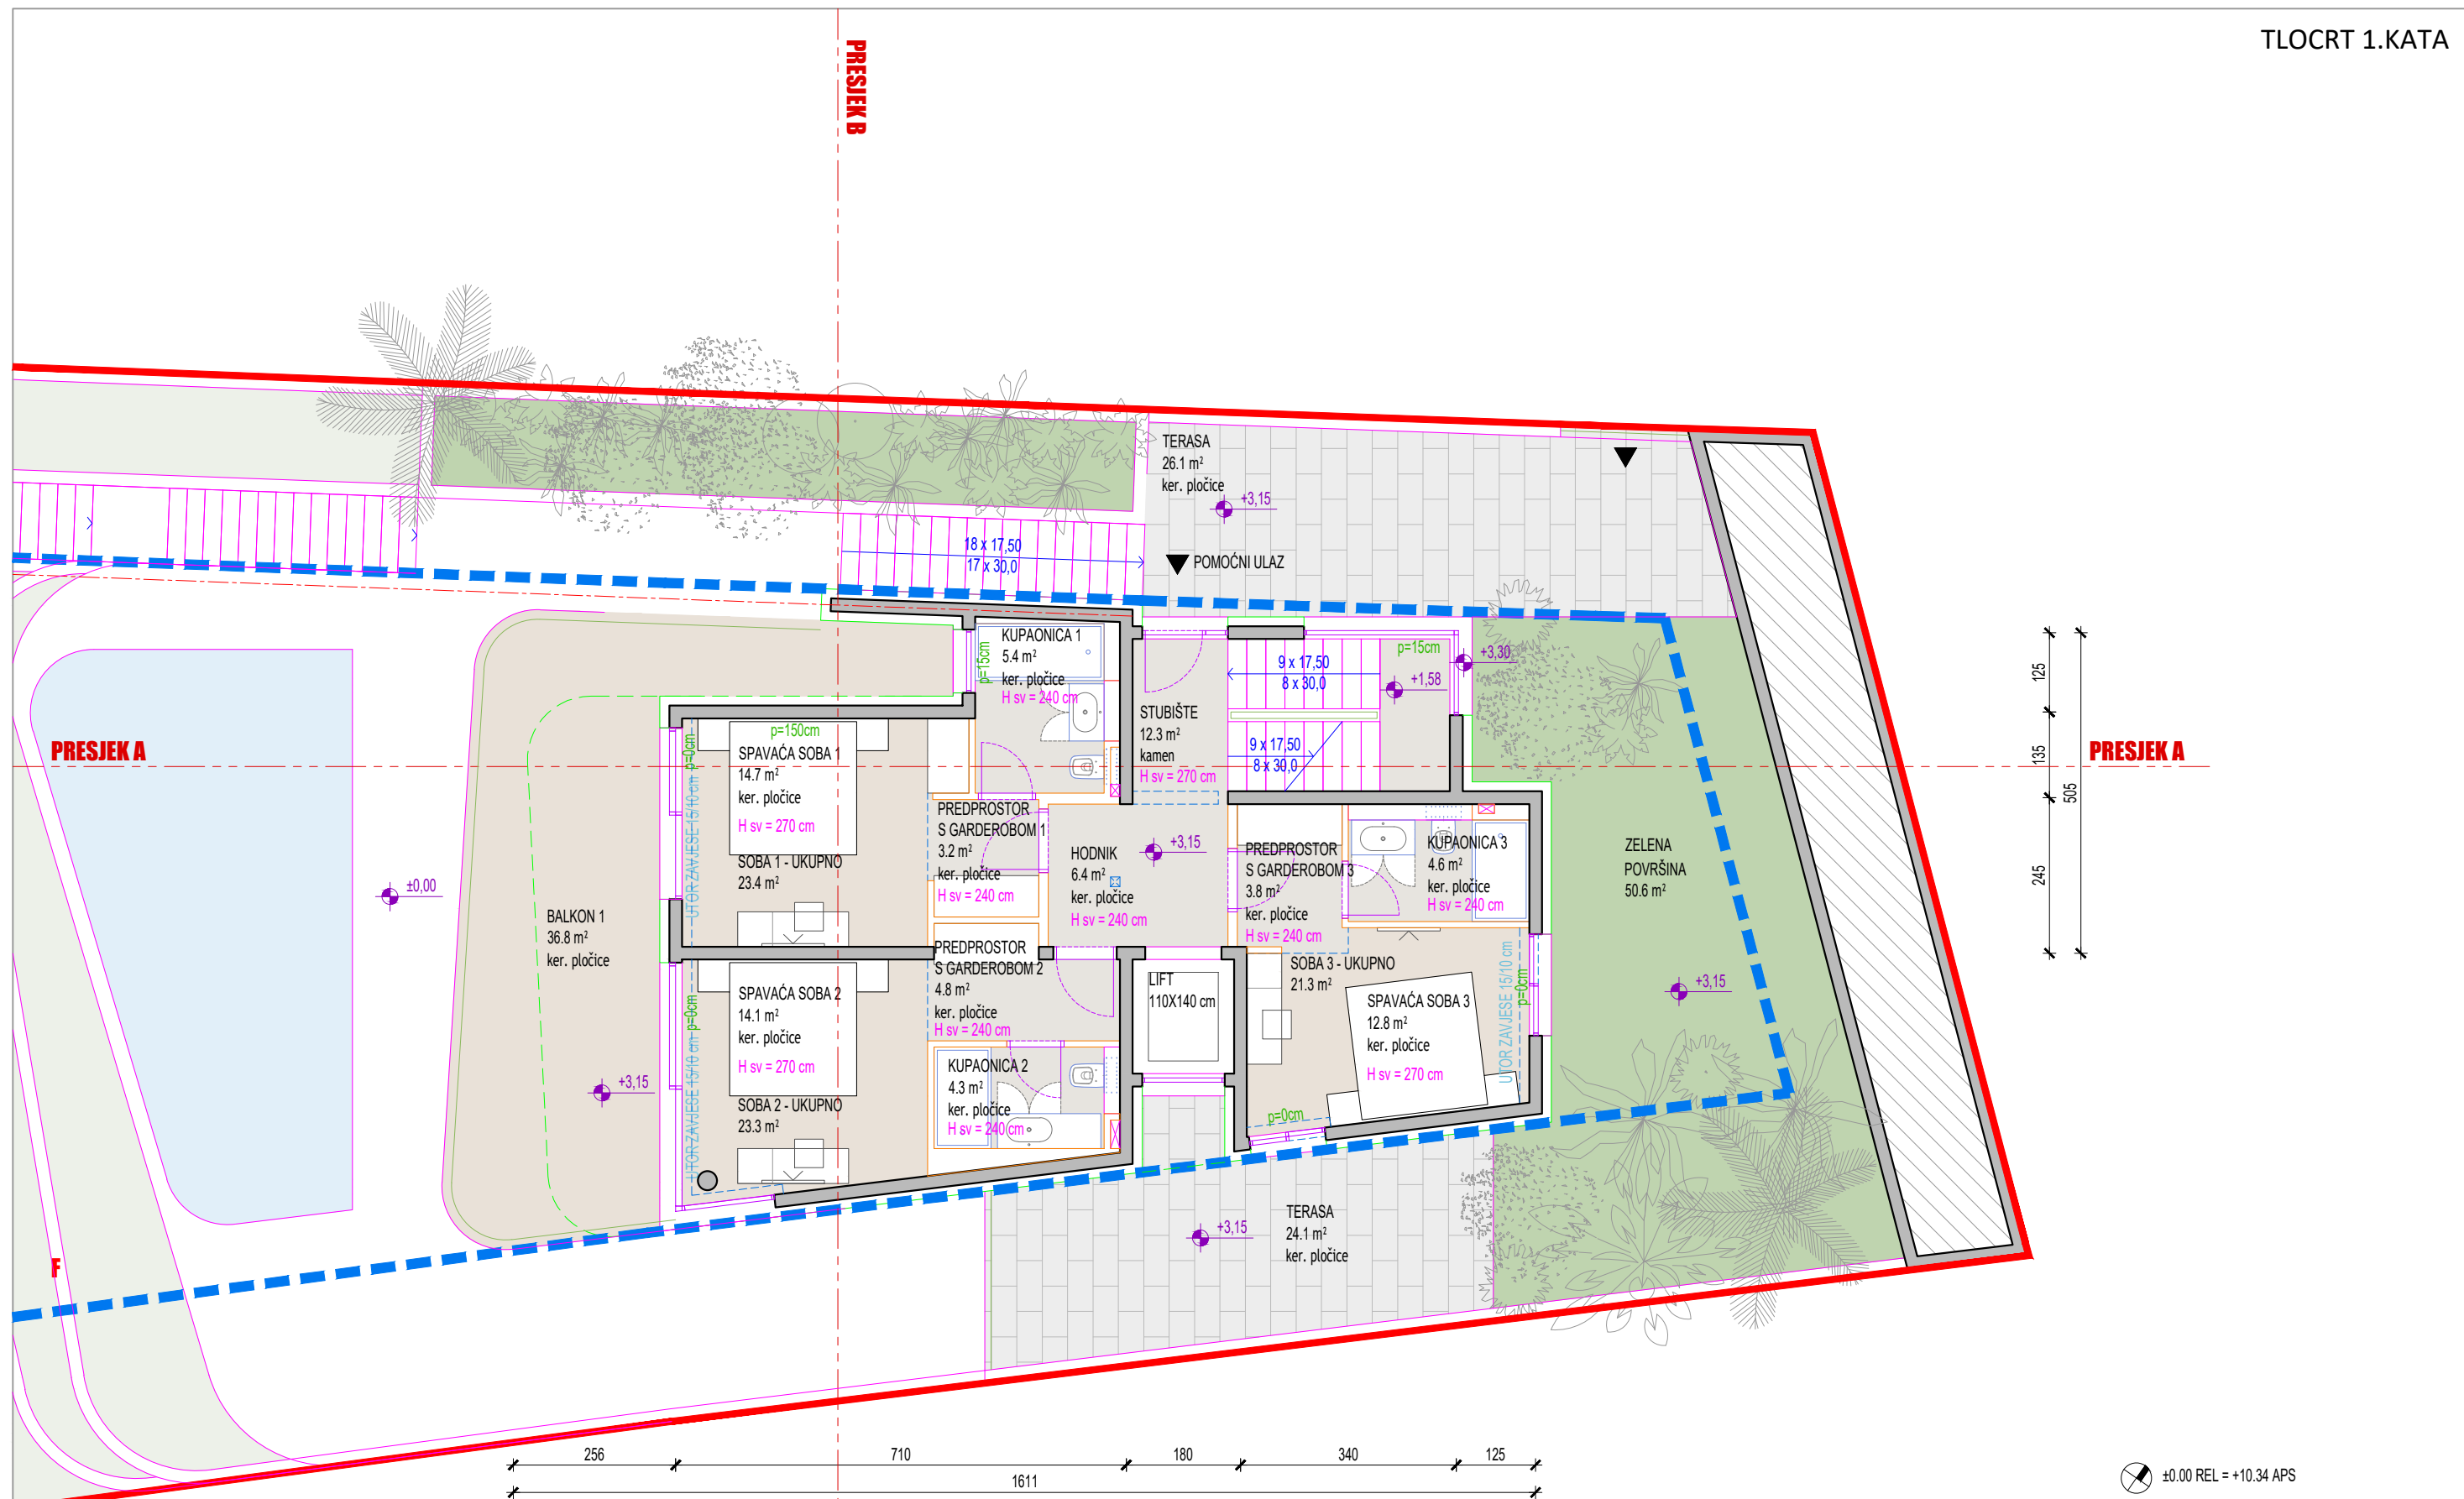 TLOCRT 1.KATA
PRESJEK B
TERASA
26.1 m²
ker. pločice
+3,15
18 x 17,50
17 x 30,0
POMOĆNI ULAZ
KUPAONICA 1
5.4 m²
ker. pločice
H sv = 240 cm
p=15cm
9 x 17,50
8 x 30,0
p=15cm
+3,30
+1,58
STUBIŠTE
12.3 m²
kamen
H sv = 270 cm
9 x 17,50
8 x 30,0
PRESJEK A
PRESJEK A
p=150cm
p=0cm
SPAVAĆA SOBA 1
14.7 m²
ker. pločice
H sv = 270 cm
SOBA 1 - UKUPNO
23.4 m²
UTOR ZAVJESE 15/10 cm
PREDPROSTOR
S GARDEROBOM 1
3.2 m²
ker. pločice
H sv = 240 cm
HODNIK
6.4 m²
ker. pločice
H sv = 240 cm
+3,15
PREDPROSTOR
S GARDEROBOM 3
3.8 m²
ker. pločice
H sv = 240 cm
KUPAONICA 3
4.6 m²
ker. pločice
H sv = 240 cm
ZELENA
POVRŠINA
50.6 m²
+3,15
±0,00
BALKON 1
36.8 m²
ker. pločice
+3,15
SPAVAĆA SOBA 2
14.1 m²
ker. pločice
H sv = 270 cm
SOBA 2 - UKUPNO
23.3 m²
p=0cm
UTOR ZAVJESE 15/10 cm
PREDPROSTOR
S GARDEROBOM 2
4.8 m²
ker. pločice
H sv = 240 cm
KUPAONICA 2
4.3 m²
ker. pločice
H sv = 240 cm
LIFT
110X140 cm
SOBA 3 - UKUPNO
21.3 m²
SPAVAĆA SOBA 3
12.8 m²
ker. pločice
H sv = 270 cm
UTOR ZAVJESE 15/10 cm
p=0cm
p=0cm
TERASA
24.1 m²
ker. pločice
+3,15
F
125
135
245
505
256
710
180
340
125
1611
±0.00 REL = +10.34 APS